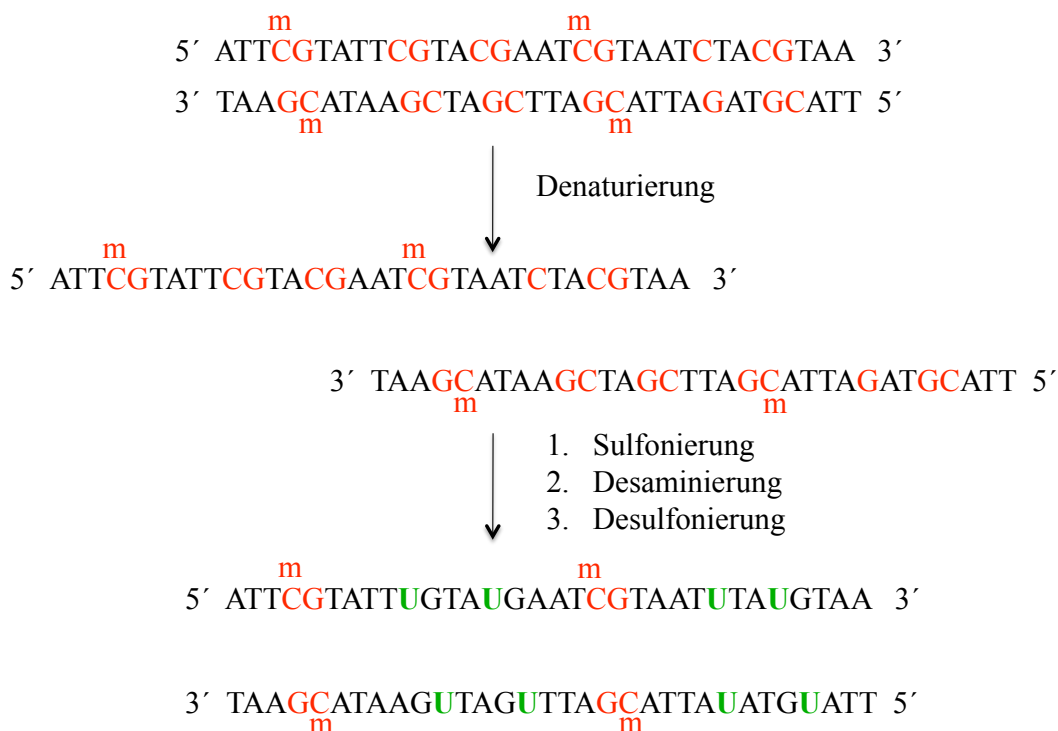 m m
5´ ATTCGTATTCGTACGAATCGTAATCTACGTAA 3´
3´ TAAGCATAAGCTAGCTTAGCATTAGATGCATT 5´
m m
Denaturierung
m m
5´ ATTCGTATTCGTACGAATCGTAATCTACGTAA 3´
3´ TAAGCATAAGCTAGCTTAGCATTAGATGCATT 5´
m m
1. Sulfonierung
2. Desaminierung
3. Desulfonierung
m m
5´ ATTCGTATTUGTAUGAATCGTAATUTAUGTAA 3´
3´ TAAGCATAAGUTAGUTTAGCATTAUATGUATT 5´
m m